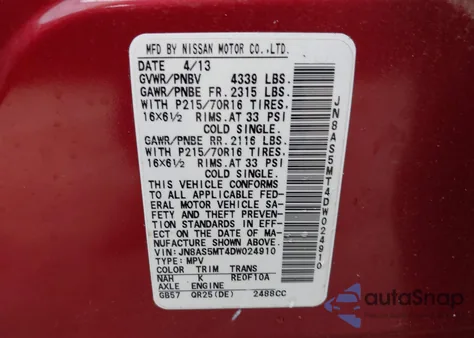 MFD BY NISSAN MOTOR CO.,LTD.
DATE 4/13
GVWR/PNBV 4339 LBS.
GAWR/PNBE FR. 2315 LBS.
WITH P215/70R16 TIRES.
16X6½ RIMS.AT 33 PSI
COLD SINGLE.
GAWR/PNBE RR. 2116 LBS.
WITH P215/70R16 TIRES.
16X6½ RIMS.AT 33 PSI
COLD SINGLE.
THIS VEHICLE CONFORMS
TO ALL APPLICABLE FED-
ERAL MOTOR VEHICLE SA-
FETY AND THEFT PREVEN-
TION STANDARDS IN EF-
FECT ON THE DATE OF M-
ANUFACTURE SHOWN ABOVE.
VIN: JN8AS5MT4DW024910
TYPE: MPV
COLOR TRIM TRANS
NAH K RE0F10A
AXLE ENGINE
GB57 QR25(DE) 2488CC
JN8AS5MT4DW024910
autoSnap